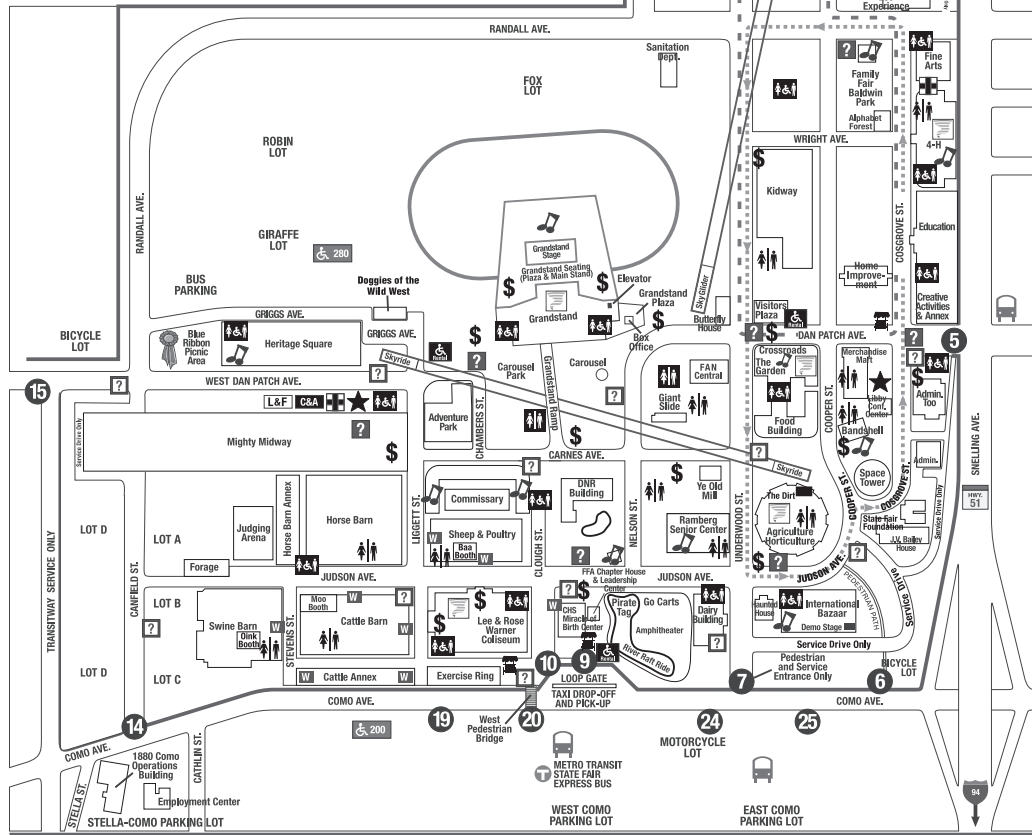 Experience
RANDALL AVE.
Sanitation
Dept.
FOX
LOT
Fine
Arts
Family
Fair
Baldwin
Park
Alphabet
Forest
ROBIN
LOT
WRIGHT AVE.
4-H
Kidway
RANDALL AVE.
COSGROVE ST.
GIRAFFE
LOT
280
Education
Grandstand
Stage
Grandstand Seating
(Plaza & Main Stand)
Elevator
Grandstand
Plaza
Grandstand
Box
Office
SkyGlider
Butterfly
House
Home
Improve-
ment
Creative
Activities
& Annex
BUS
PARKING
Doggies of the
Wild West
GRIGGS AVE.
GRIGGS AVE.
Visitors
Plaza
Rental
DAN PATCH AVE.
BICYCLE
LOT
Blue
Ribbon
Picnic
Area
Heritage Square
Skyride
Rental
Carousel
Park
Grandstand Ramp
Carousel
FAN
Central
Giant
Slide
Crossroads
The
Garden
Food
Building
Merchandise
Mart
Libby
Conf.
Center
Bandshell
COOPER ST.
Admin.
Too
5
15
WEST DAN PATCH AVE.
L&F
C&A
Service Drive Only
Mighty Midway
Adventure
Park
CHAMBERS ST.
CARNES AVE.
Skyride
Space
Tower
Admin.
SNELLING AVE.
HWY.
51
LOT D
LOT A
Judging
Arena
Horse Barn Annex
Horse Barn
Forage
LIGGETT ST.
Commissary
Sheep & Poultry
Baa
Booth
W
W
CLOUGH ST.
DNR
Building
NELSON ST.
Ye Old
Mill
Ramberg
Senior Center
UNDERWOOD ST.
The Dirt
Agriculture
Horticulture
COOPER ST.
COSGROVE ST.
State Fair
Foundation
J.V. Bailey
House
Service Drive Only
TRANSITWAY SERVICE ONLY
CANFIELD ST.
JUDSON AVE.
FFA Chapter House
& Leadership
Center
JUDSON AVE.
JUDSON AVE.
PEDESTRIAN PATH
Service Drive
LOT B
Swine Barn
Oink
Booth
STEVENS ST.
Moo
Booth
Cattle Barn
W
W
Lee & Rose
Warner
Coliseum
W
CHS
Miracle of
Birth Center
Pirate
Tag
Go Carts
Amphitheater
River Raft Ride
Rental
Dairy
Building
Haunted
House
International
Bazaar
Demo Stage
Service Drive Only
LOT D
LOT C
W
Cattle Annex
W
Exercise Ring
10
9
LOOP GATE
TAXI DROP-OFF
AND PICK-UP
7
Pedestrian
and Service
Entrance Only
6
BICYCLE
LOT
COMO AVE.
COMO AVE.
14
COMO AVE.
200
19
West
Pedestrian
Bridge
20
24
MOTORCYCLE
LOT
25
1880 Como
Operations
Building
CATHLIN ST.
STELLA ST.
Employment Center
STELLA-COMO PARKING LOT
T
METRO TRANSIT
STATE FAIR
EXPRESS BUS
WEST COMO
PARKING LOT
EAST COMO
PARKING LOT
94